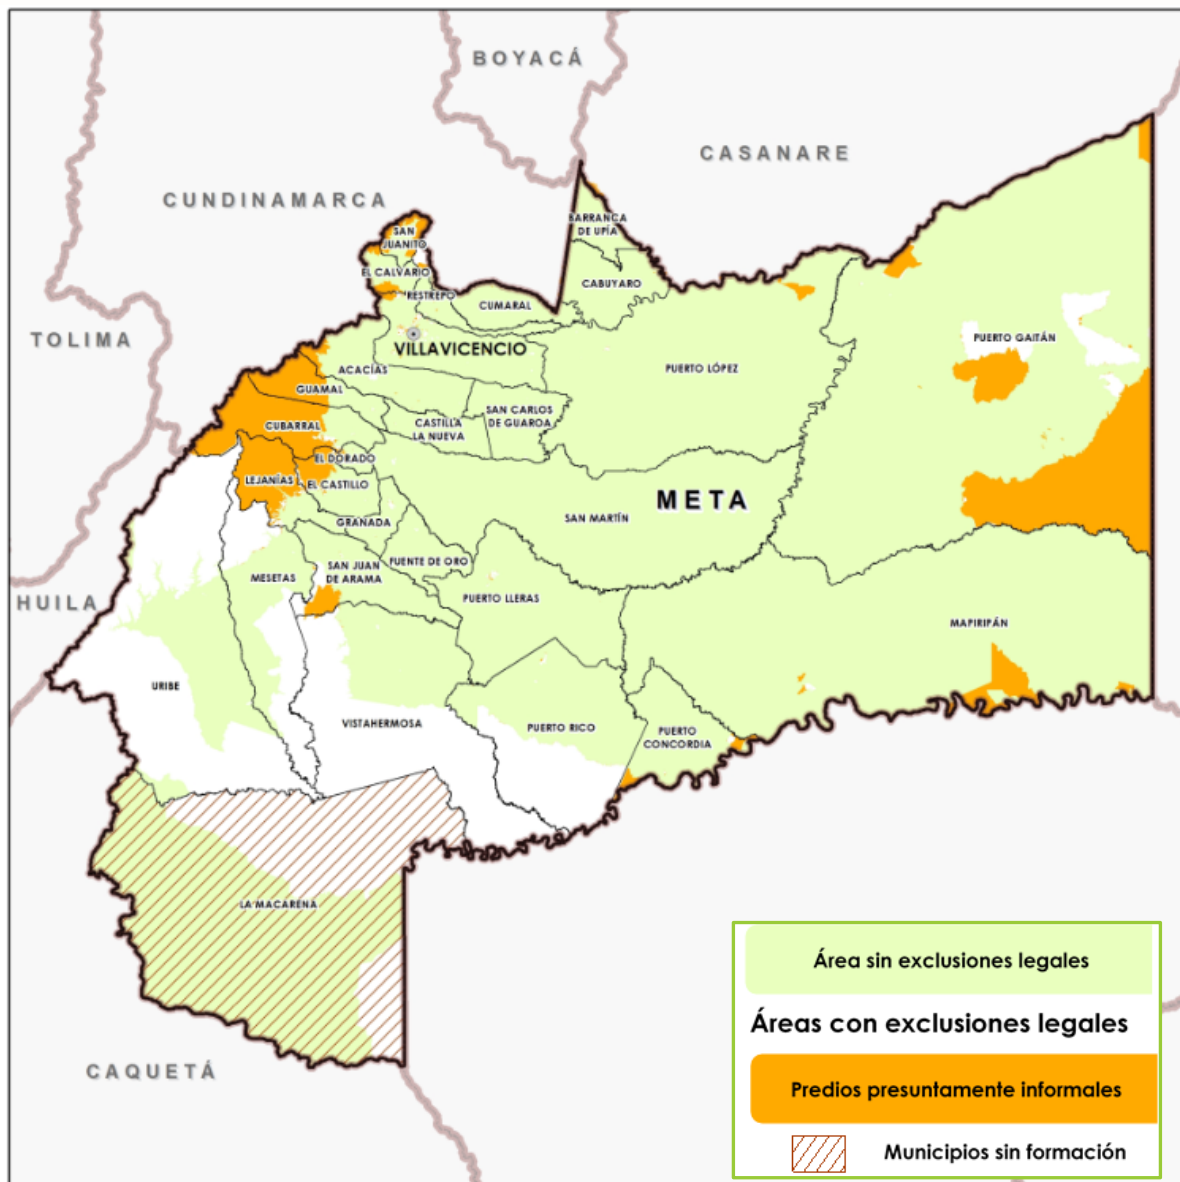 BOYACÁ
CASANARE
CUNDINAMARCA
BARRANCA
DE UPÍA
SAN
JUANITO
EL CALVARIO
CABUYARO
RESTREPO
CUMARAL
TOLIMA
PUERTO GAITÁN
VILLAVICENCIO
ACACÍAS
PUERTO LÓPEZ
GUAMAL
SAN CARLOS
DE GUAROA
CASTILLA
LA NUEVA
CUBARRAL
EL DORADO
LEJANÍAS
EL CASTILLO
META
SAN MARTÍN
GRANADA
FUENTE DE ORO
SAN JUAN
DE ARAMA
MESETAS
HUILA
PUERTO LLERAS
MAPIRIPÁN
URIBE
VISTAHERMOSA
PUERTO RICO
PUERTO
CONCORDIA
LA MACARENA
CAQUETÁ
Área sin exclusiones legales
Áreas con exclusiones legales
Predios presuntamente informales
Municipios sin formación